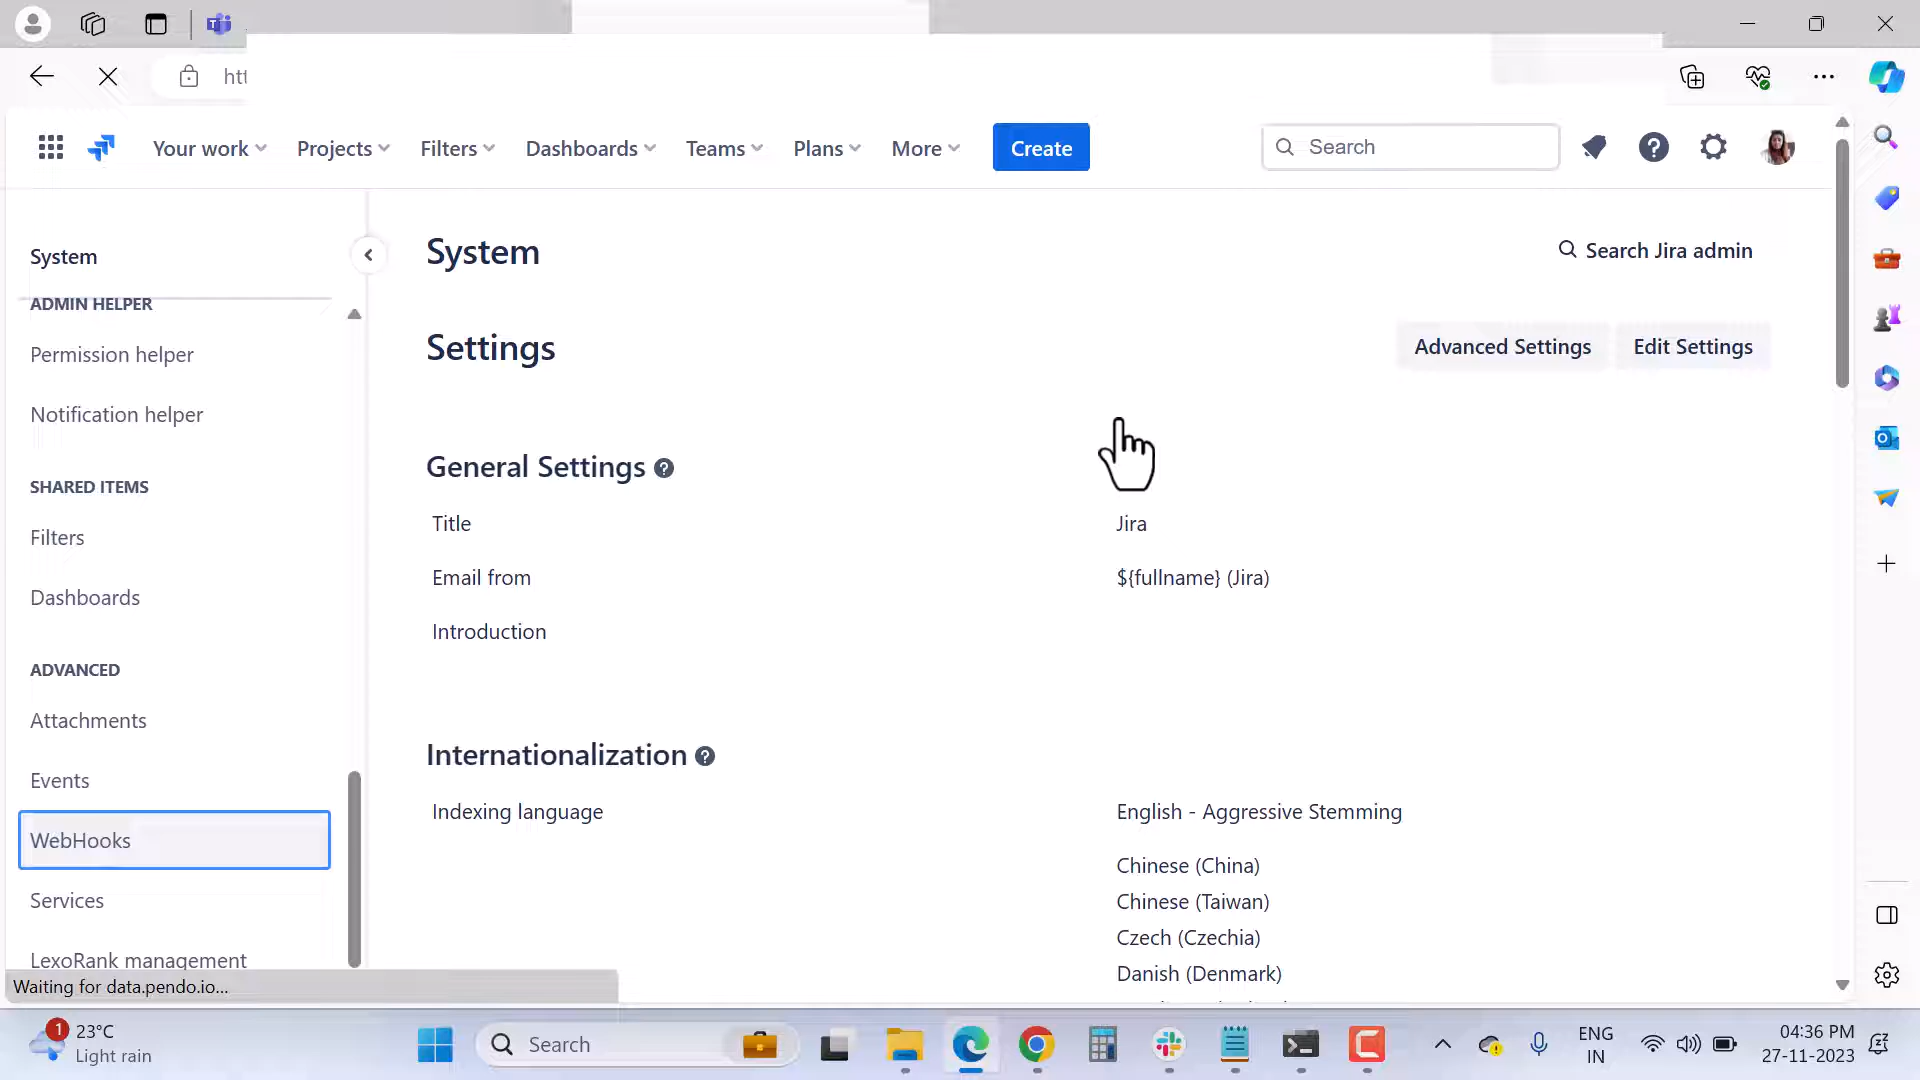 htt
Your work
Projects
Filters
Dashboards
Teams
Plans
More
Create
Search
System
ADMIN HELPER
Permission helper
Notification helper
SHARED ITEMS
Filters
Dashboards
ADVANCED
Attachments
Events
WebHooks
Services
LexoRank management
Waiting for data.pendo.io...
System
Search Jira admin
Settings
Advanced Settings
Edit Settings
General Settings
Title
Jira
Email from
${fullname} (Jira)
Introduction
Internationalization
Indexing language
English - Aggressive Stemming
Chinese (China)
Chinese (Taiwan)
Czech (Czechia)
Danish (Denmark)
1
23°C
Light rain
Search
ENG
IN
04:36 PM
27-11-2023